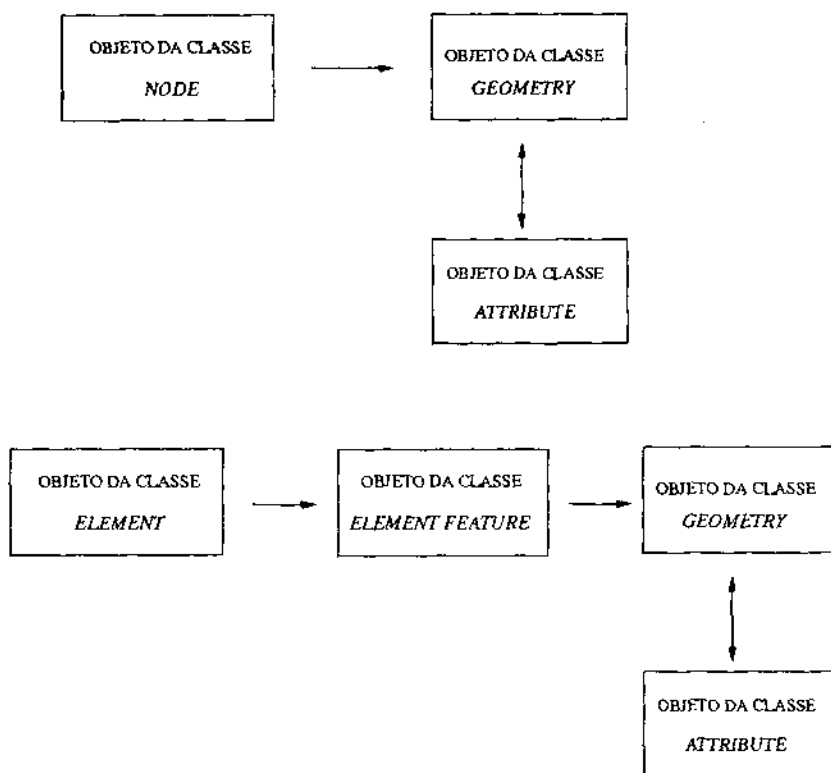 OBJETO DA CLASSE
NODE
OBJETO DA CLASSE
GEOMETRY
OBJETO DA CLASSE
ATTRIBUTE
OBJETO DA CLASSE
ELEMENT
OBJETO DA CLASSE
ELEMENT FEATURE
OBJETO DA CLASSE
GEOMETRY
OBJETO DA CLASSE
ATTRIBUTE